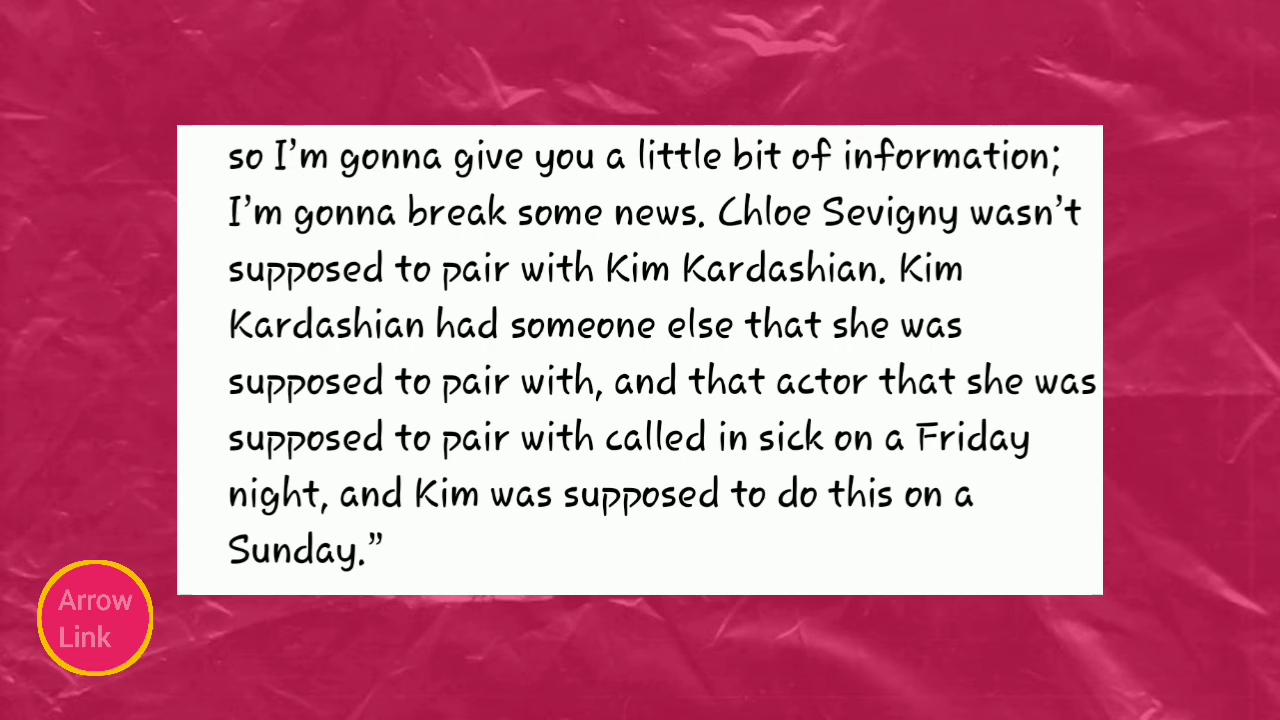 so I'm gonna give you a little bit of information;
I'm gonna break some news. Chloe Sevigny wasn't
supposed to pair with Kim Kardashian. Kim
Kardashian had someone else that she was
supposed to pair with, and that actor that she was
supposed to pair with called in sick on a Friday
night, and Kim was supposed to do this on a
Sunday.”
Arrow
Link